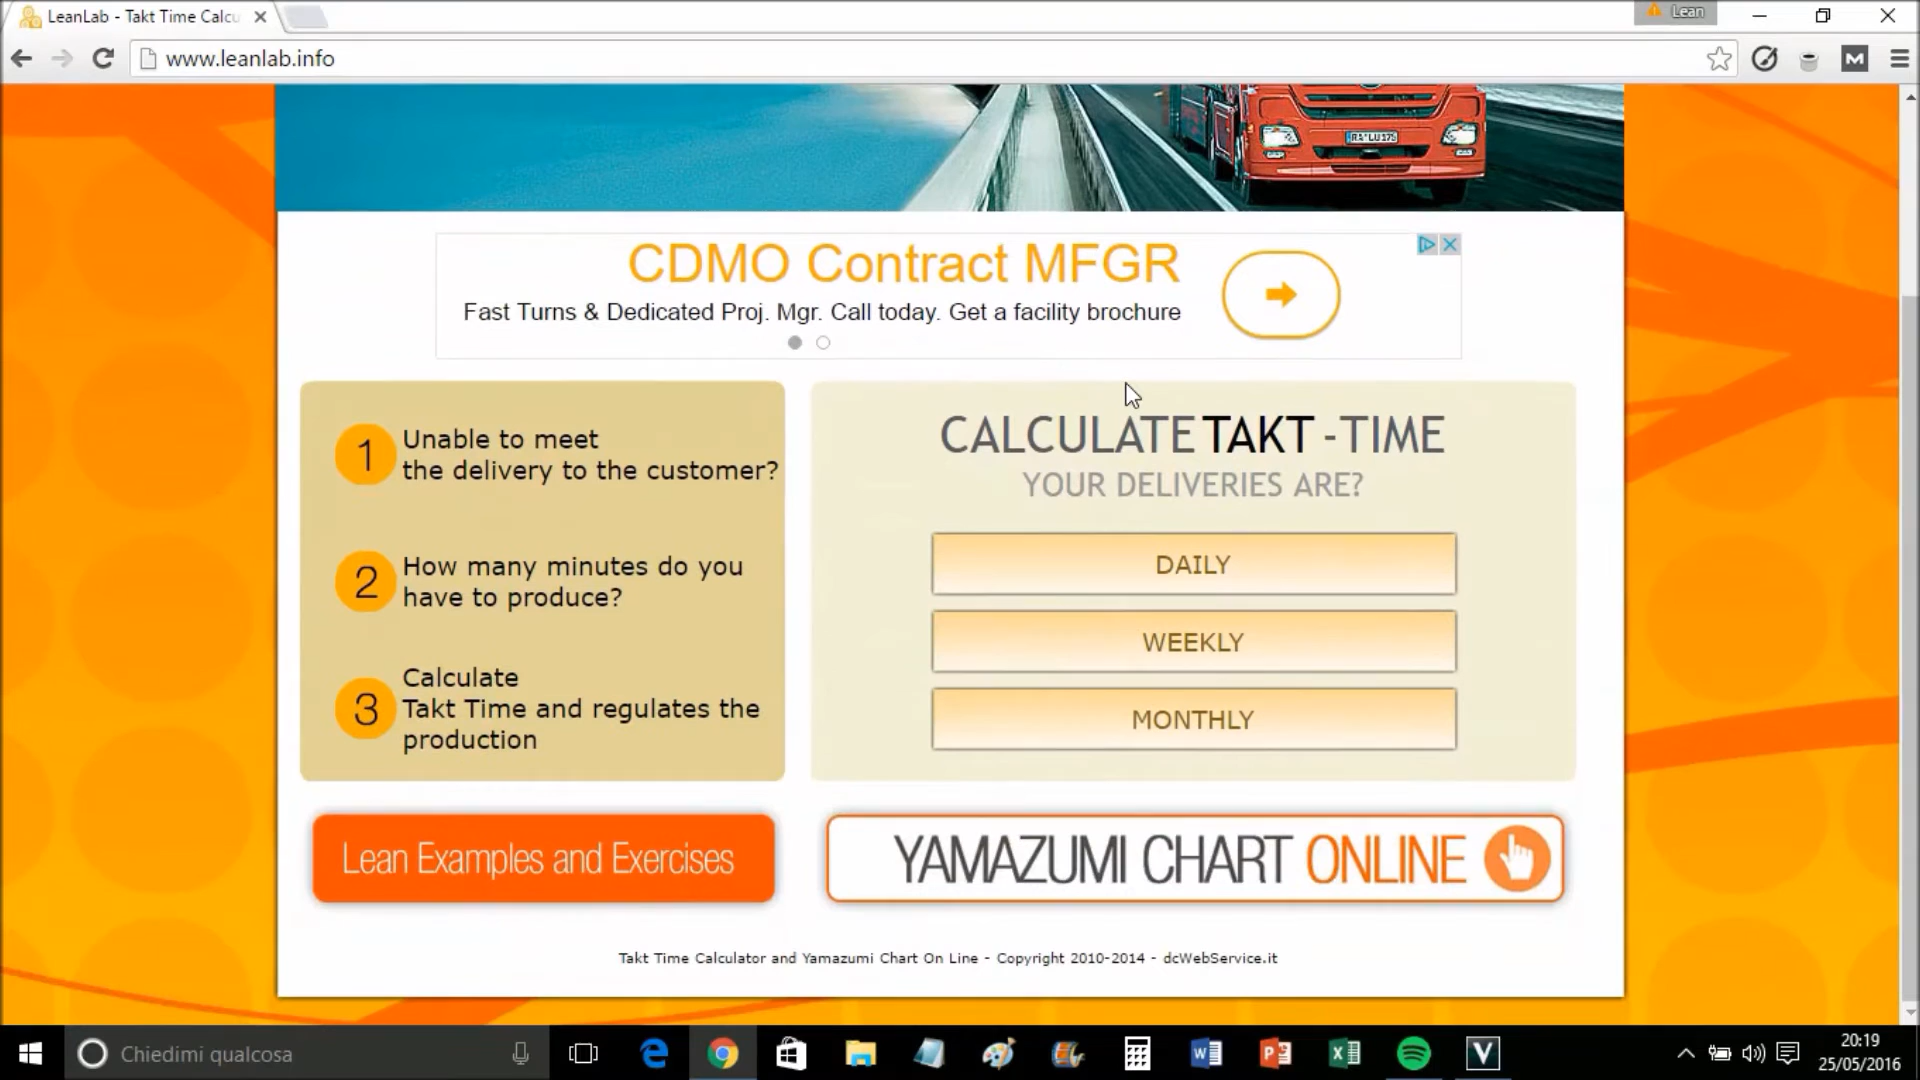 LeanLab - Takt Time Calcu
Lean
www.leanlab.info
RA·LU175
CDMO Contract MFGR
Fast Turns & Dedicated Proj. Mgr. Call today. Get a facility brochure
1
Unable to meet
the delivery to the customer?
2
How many minutes do you
have to produce?
3
Calculate
Takt Time and regulates the
production
CALCULATE TAKT - TIME
YOUR DELIVERIES ARE?
DAILY
WEEKLY
MONTHLY
Lean Examples and Exercises
YAMAZUMI CHART ONLINE
Takt Time Calculator and Yamazumi Chart On Line - Copyright 2010-2014 - dcWebService.it
Chiedimi qualcosa
20:19
25/05/2016